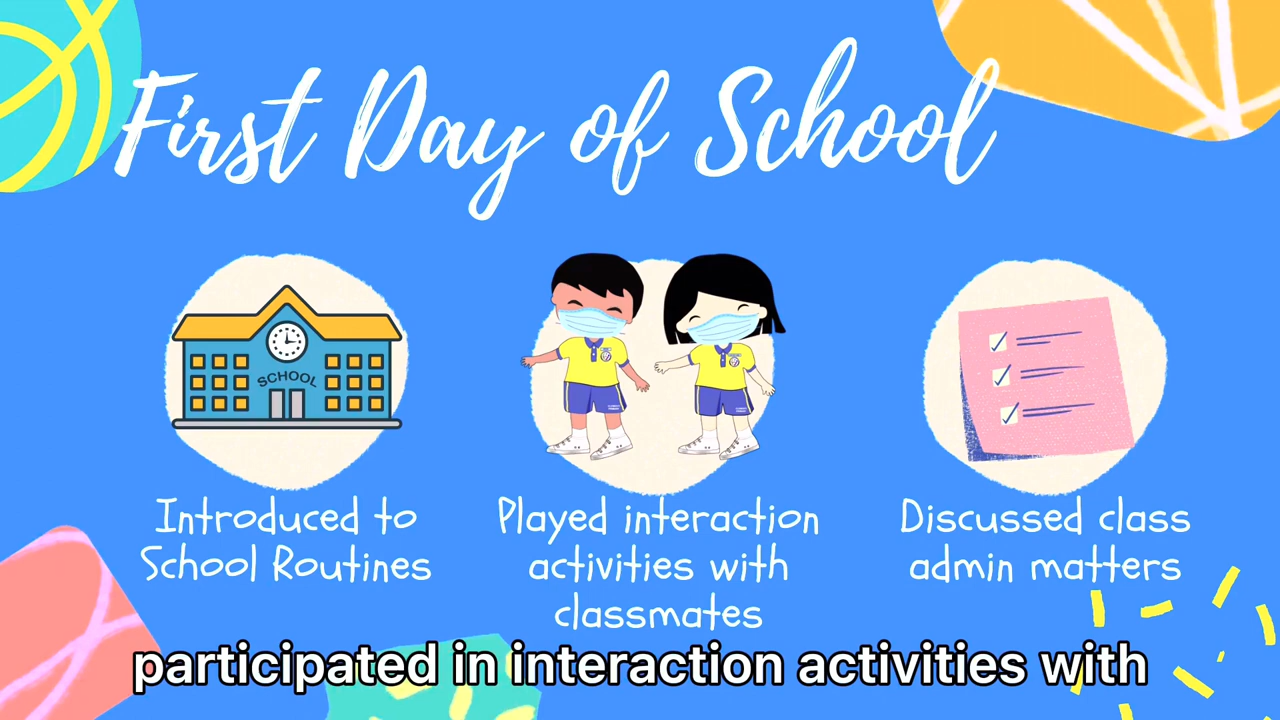 First Day of School
SCHOOL
Introduced to
School Routines
Played interaction
activities with
classmates
Discussed class
admin matters
participated in interaction activities with